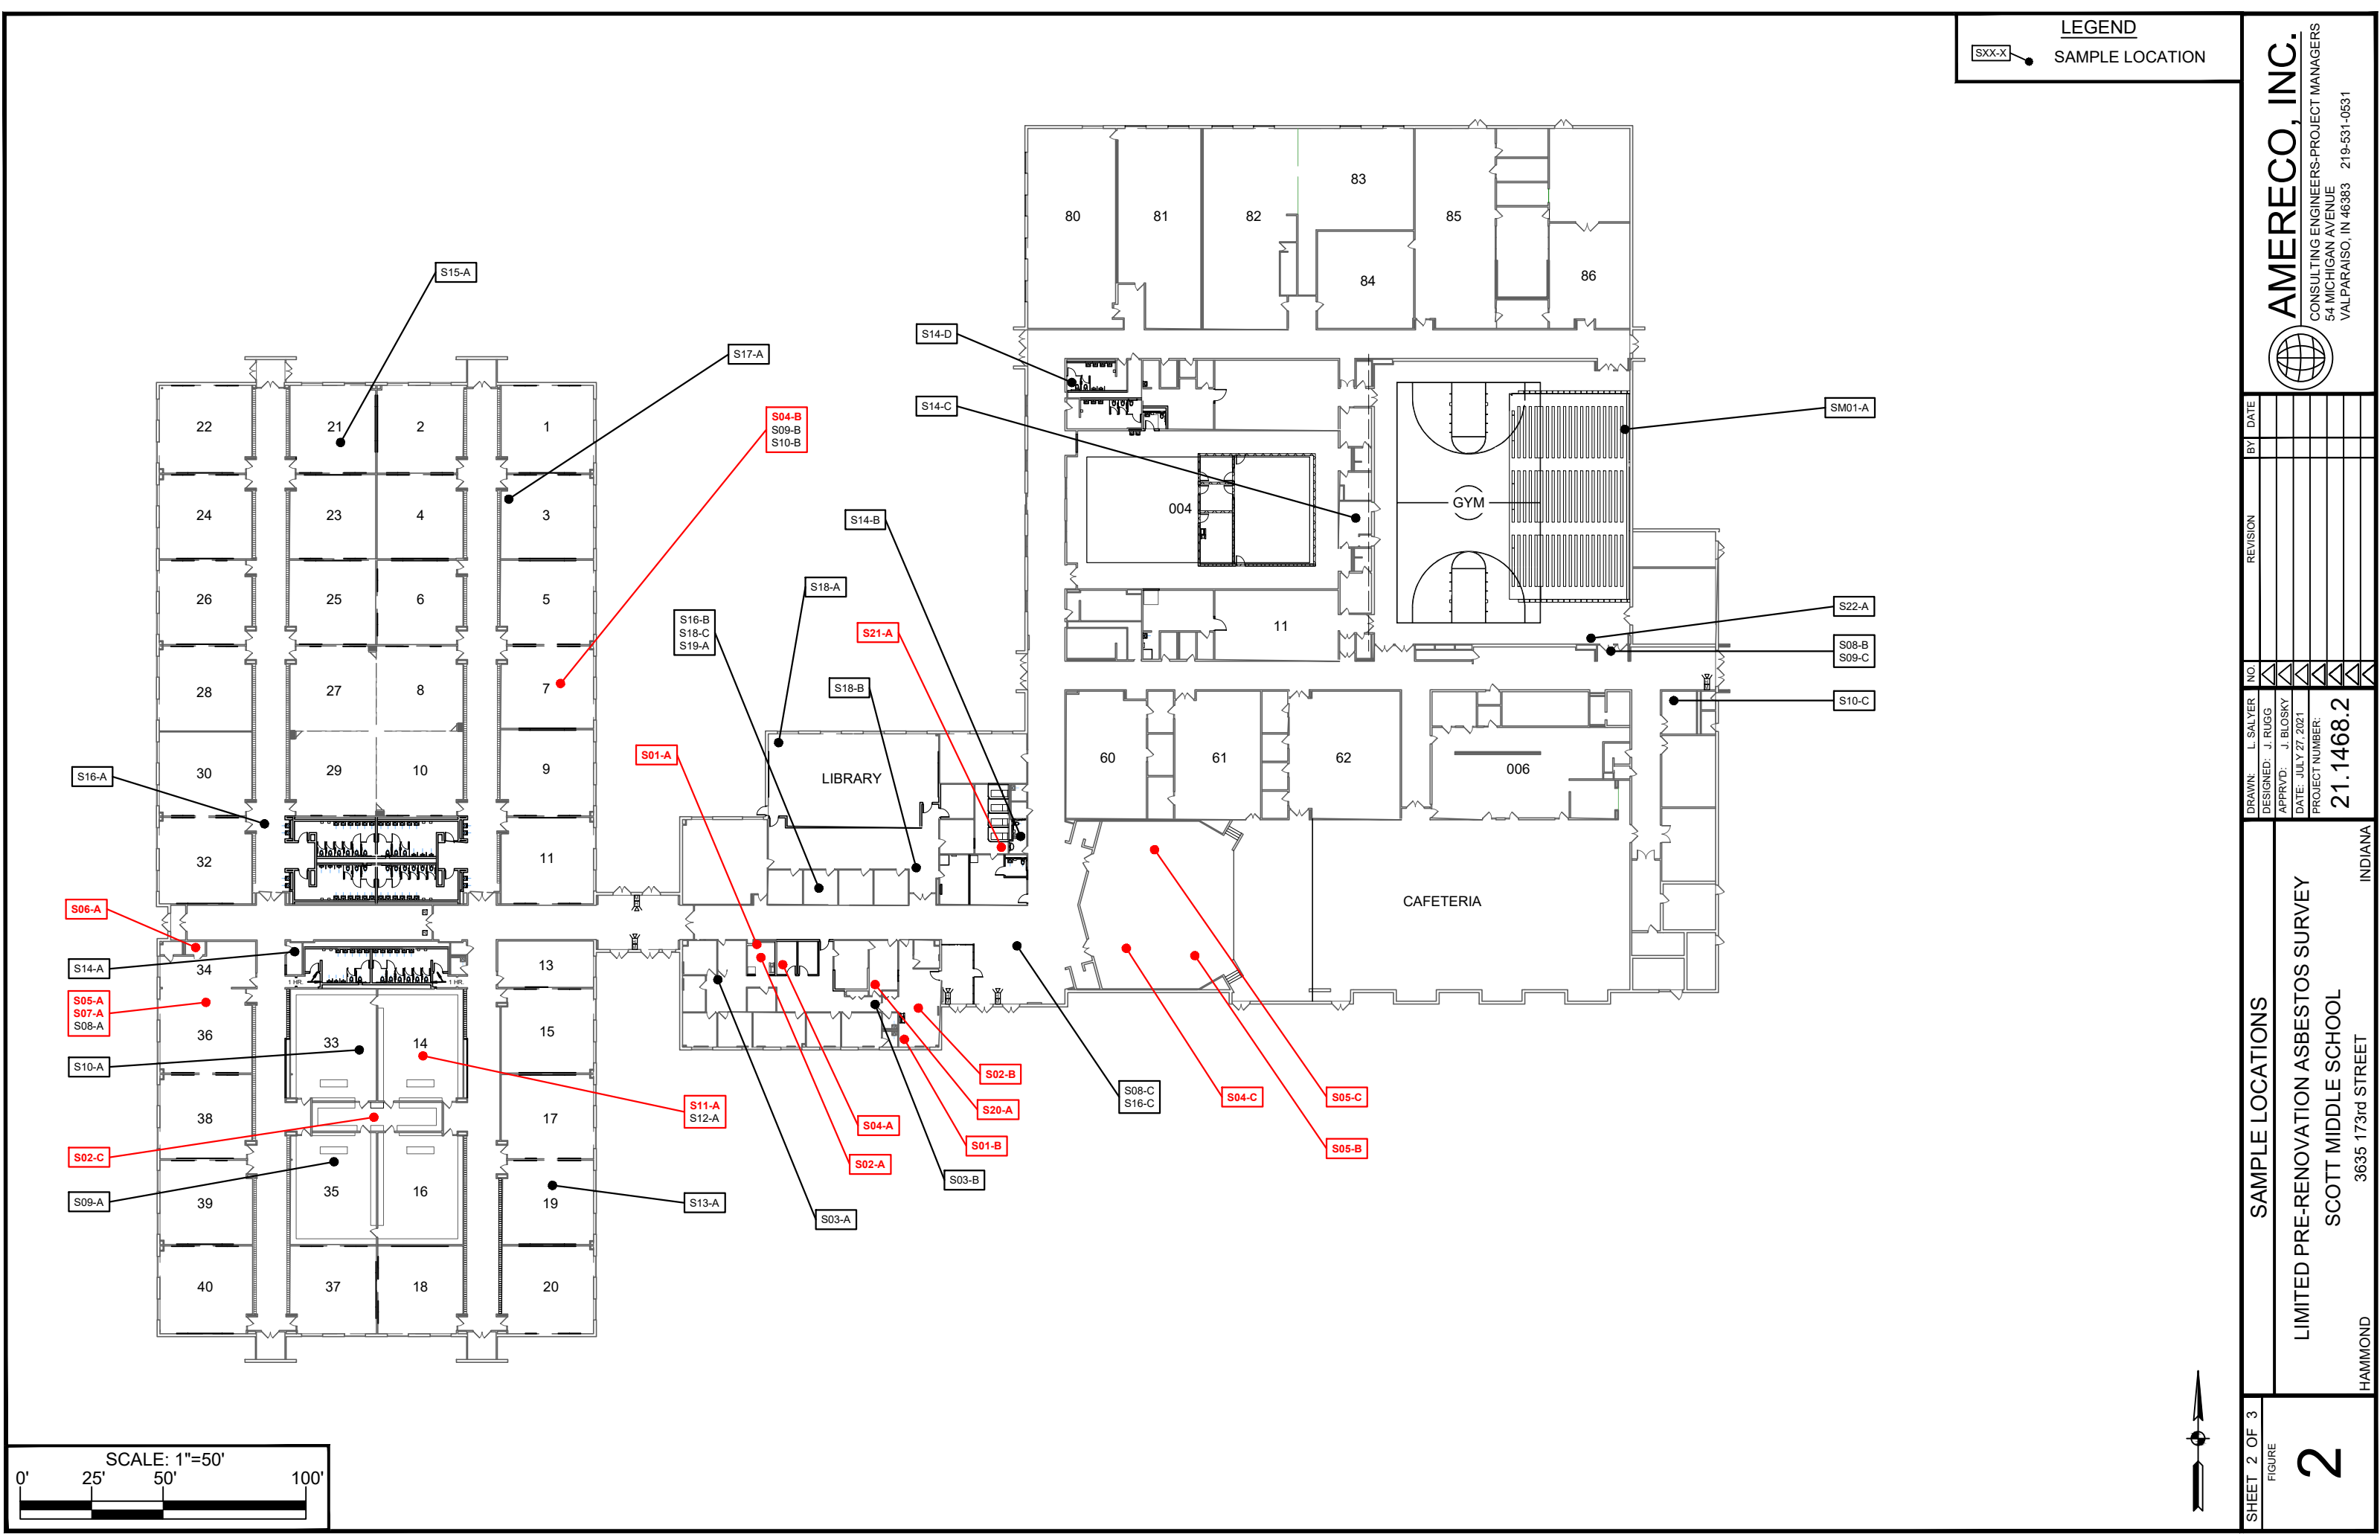 LEGEND
SXX-X
SAMPLE LOCATION
80
81
82
83
84
85
86
S15-A
S14-D
S17-A
S14-C
SM01-A
S04-B
S09-B
S10-B
22
21
2
1
24
23
4
3
004
GYM
S14-B
26
25
6
5
S18-A
S16-B
S18-C
S19-A
S21-A
11
S22-A
S08-B
S09-C
28
27
8
7
S18-B
S10-C
S01-A
S16-A
30
29
10
9
LIBRARY
60
61
62
006
32
11
CAFETERIA
S06-A
S14-A
34
13
1 HR.
1 HR.
S05-A
S07-A
S08-A
36
33
14
15
S10-A
S02-B
S08-C
S16-C
S04-C
S05-C
S11-A
S12-A
S20-A
S04-A
38
17
S01-B
S05-B
S02-C
S02-A
S03-B
S09-A
39
35
16
19
S13-A
S03-A
40
37
18
20
SCALE: 1"=50'
0'
25'
50'
100'
AMERECO, INC.
CONSULTING ENGINEERS-PROJECT MANAGERS
54 MICHIGAN AVENUE
VALPARAISO, IN 46383 219-531-0531
NO.
REVISION
BY
DATE
DRAWN: L. SALYER
DESIGNED: J. RUGG
APPRV'D: J. BLOSKY
DATE: JULY 27, 2021
PROJECT NUMBER:
21.1468.2
SAMPLE LOCATIONS
LIMITED PRE-RENOVATION ASBESTOS SURVEY
SCOTT MIDDLE SCHOOL
3635 173rd STREET
HAMMOND
INDIANA
SHEET 2 OF 3
FIGURE
2